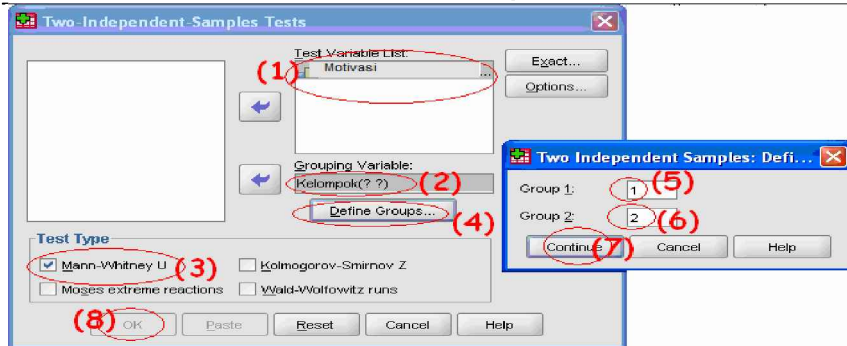 Two-Independent-Samples Tests
Test Variable List:
(1) Motivasi ...
Exact...
Options...
Grouping Variable:
Kelompok(? ?) (2)
Define Groups... (4)
Test Type
Mann-Whitney U (3) Kolmogorov-Smirnov Z
Moses extreme reactions Wald-Wolfowitz runs
(8) OK Paste Reset Cancel Help
Two Independent Samples: Defi...
Group 1: 1 (5)
Group 2: 2 (6)
Continue (7) Cancel Help